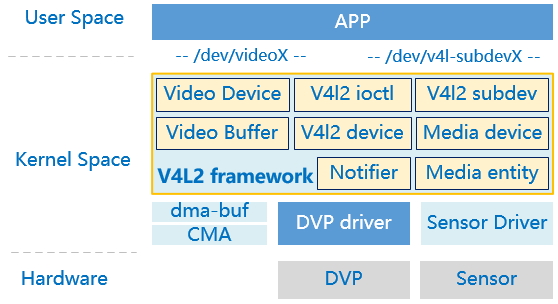 User Space
APP
-- /dev/videoX --
-- /dev/v4l-subdevX --
Kernel Space
Video Device
V4l2 ioctl
V4l2 subdev
Video Buffer
V4l2 device
Media device
V4L2 framework
Notifier
Media entity
dma-buf
CMA
DVP driver
Sensor Driver
Hardware
DVP
Sensor